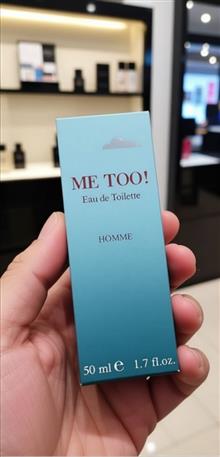 ME TOO!
Eau de Toilette
HOMME
50 ml e 1.7 fl.oz.